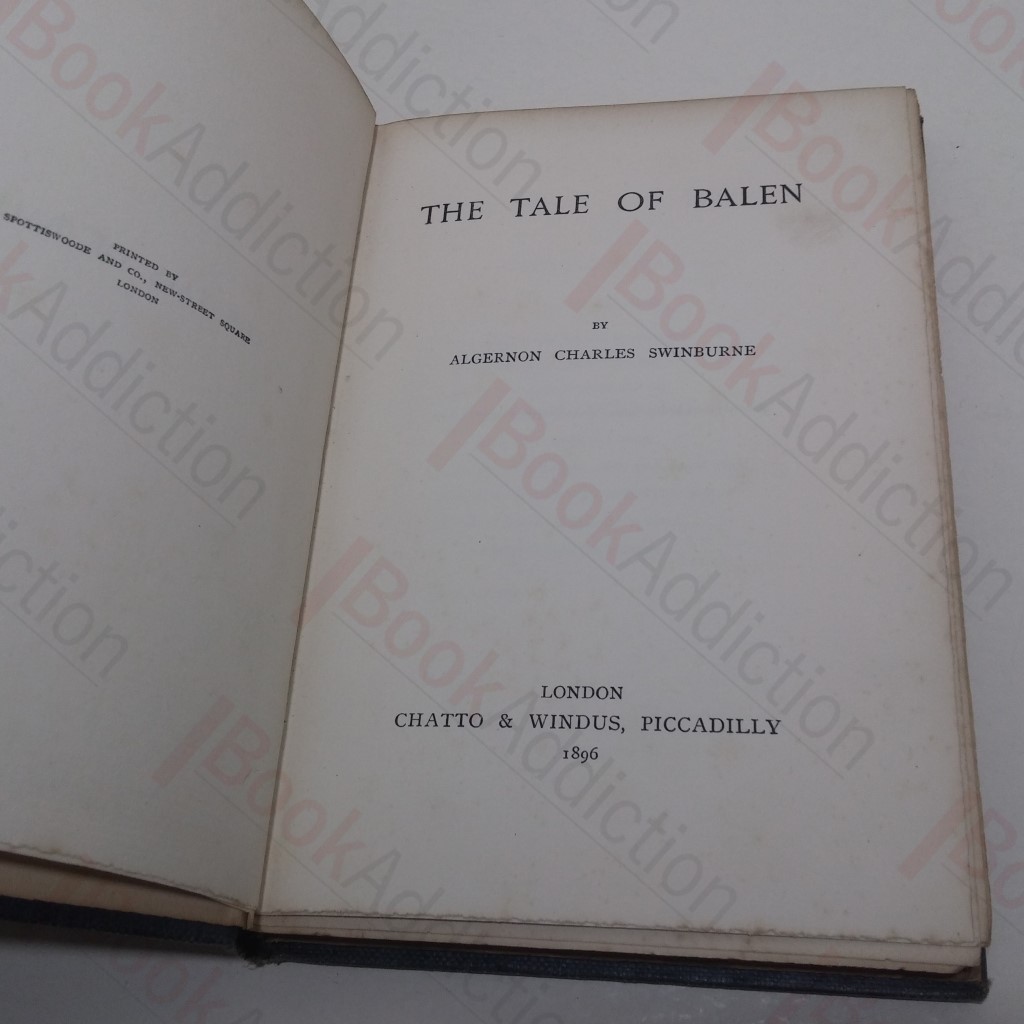 PRINTED BY
SPOTTISWOODE AND CO., NEW-STREET SQUARE
LONDON
THE TALE OF BALEN
BY
ALGERNON CHARLES SWINBURNE
LONDON
CHATTO & WINDUS, PICCADILLY
1896
BookAddiction